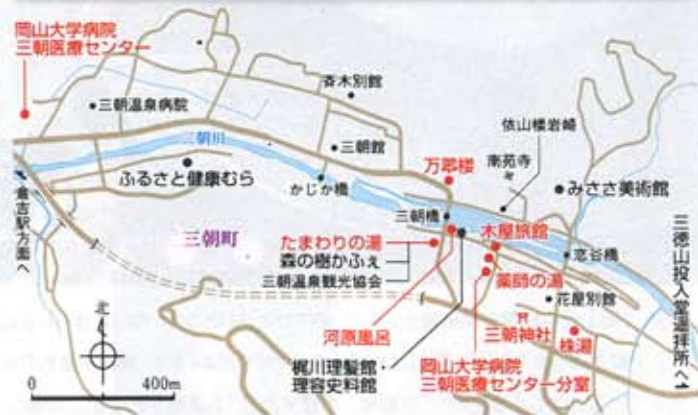 岡山大学病院
三朝医療センター
三朝温泉病院
斉木別館
三朝川
三朝館
依山楼岩崎
南苑寺
万翆楼
ふるさと健康むら
かじか橋
みささ美術館
倉吉駅方面へ
三朝橋
木屋旅館
三朝町
たまわりの湯
森の樹かふぇ
三朝温泉観光協会
恋谷橋
薬師の湯
花屋別館
三徳山投入堂遥拝所へ
河原風呂
三朝神社
株湯
梶川理髪館・
理容史料館
岡山大学病院
三朝医療センター分室
北
0 400m